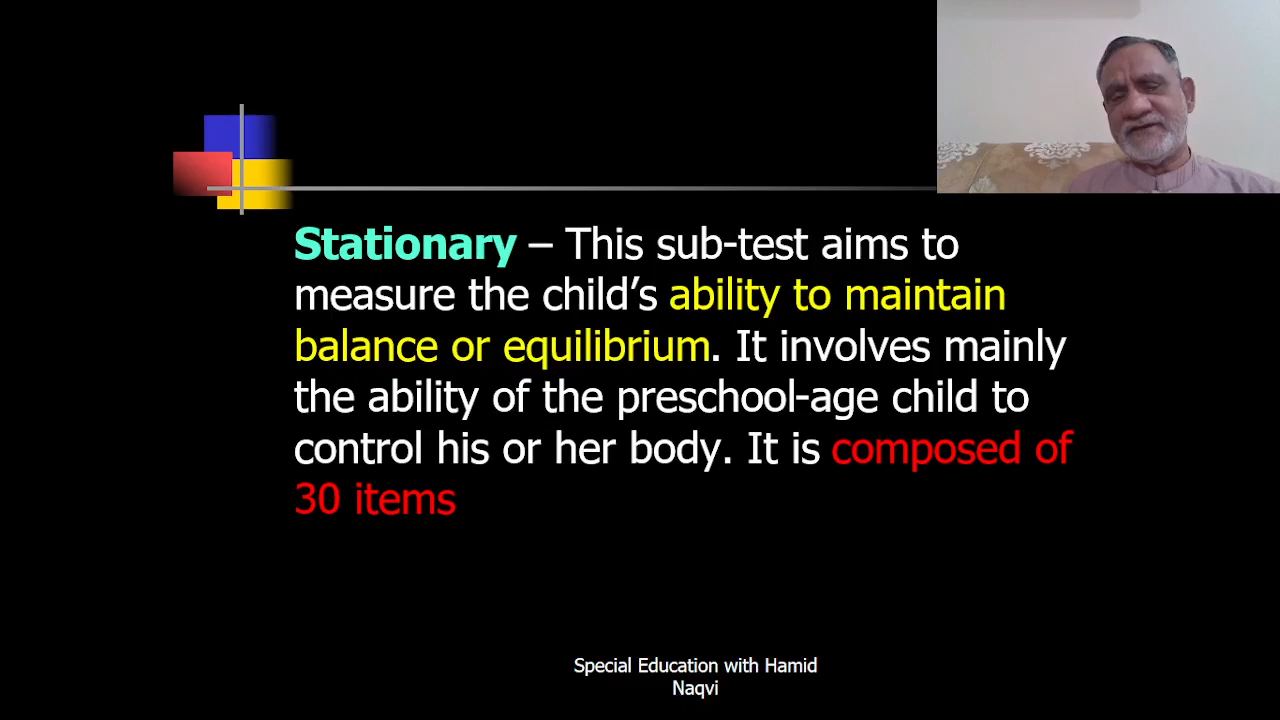 Stationary – This sub-test aims to
measure the child’s ability to maintain
balance or equilibrium. It involves mainly
the ability of the preschool-age child to
control his or her body. It is composed of
30 items
Special Education with Hamid
Naqvi